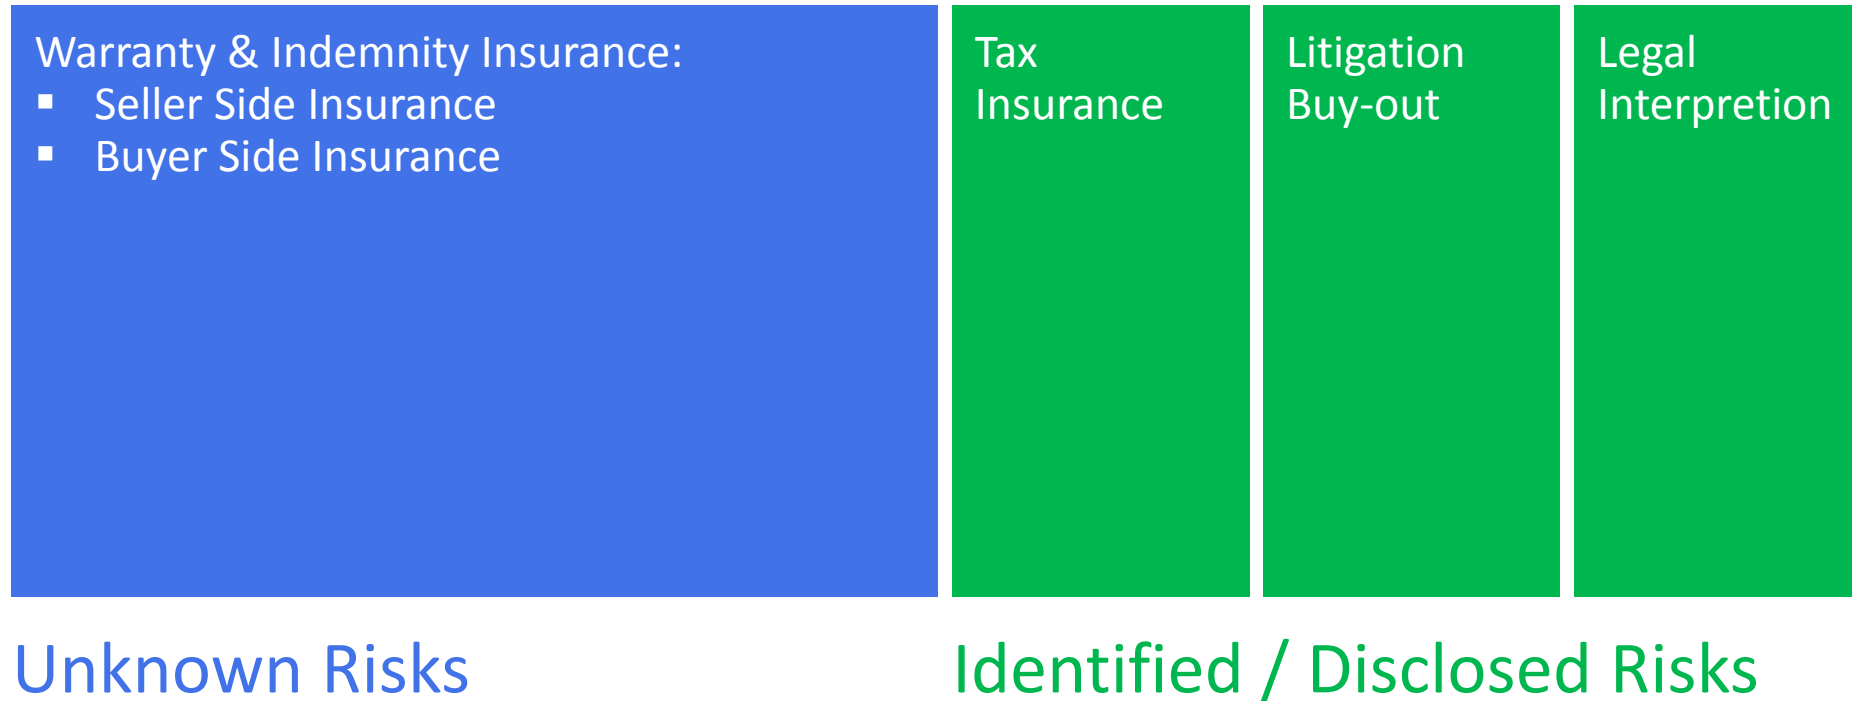 Warranty & Indemnity Insurance:
▪ Seller Side Insurance
▪ Buyer Side Insurance
Tax
Insurance
Litigation
Buy-out
Legal
Interpretion
Unknown Risks
Identified / Disclosed Risks